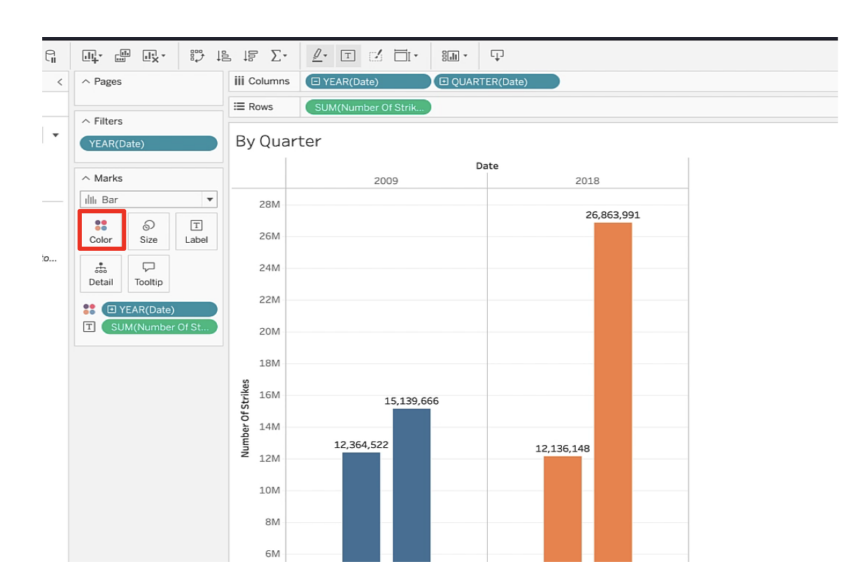 Pages
Columns
YEAR(Date)
QUARTER(Date)
Rows
SUM(Number Of Strik...
Filters
YEAR(Date)
Marks
Bar
Color
Size
Label
Detail
Tooltip
YEAR(Date)
SUM(Number Of St...
By Quarter
Date
2009
2018
Number Of Strikes
28M
26M
24M
22M
20M
18M
16M
14M
12M
10M
8M
6M
12,364,522
15,139,666
12,136,148
26,863,991